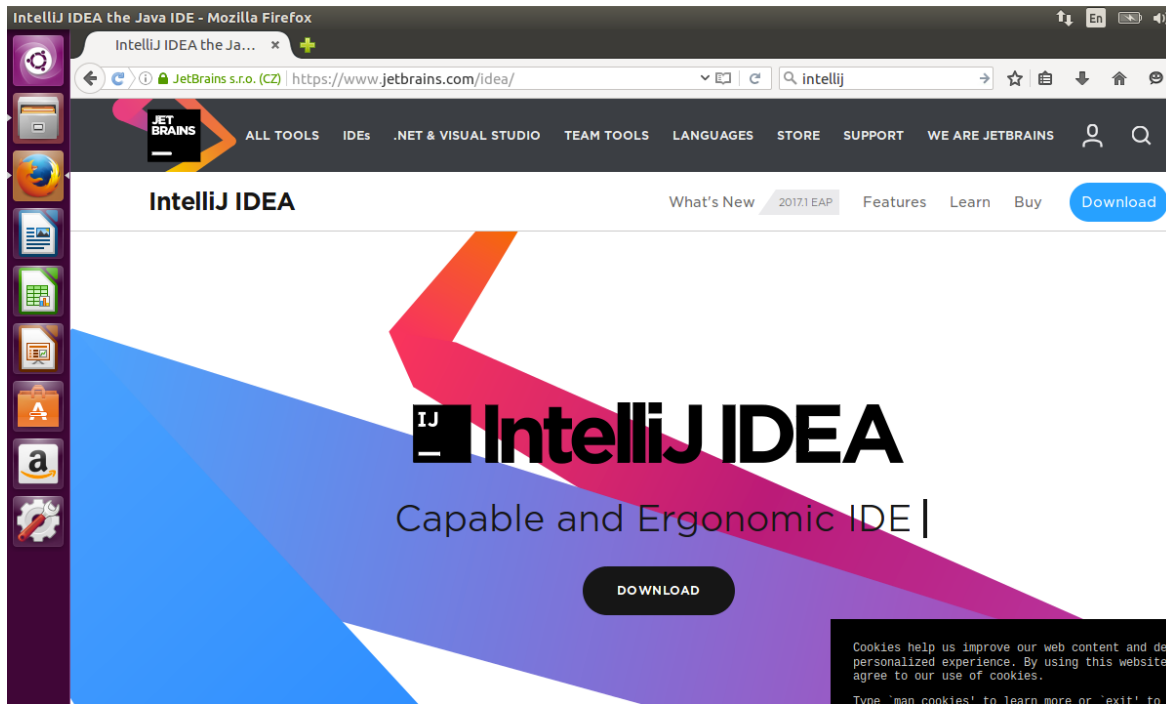 IntelliJ IDEA the Java IDE - Mozilla Firefox
En
IntelliJ IDEA the Ja...
JetBrains s.r.o. (CZ) https://www.jetbrains.com/idea/
intellij
JET
BRAINS
ALL TOOLS IDEs .NET & VISUAL STUDIO TEAM TOOLS LANGUAGES STORE SUPPORT WE ARE JETBRAINS
IntelliJ IDEA
What's New 2017.1 EAP Features Learn Buy Download
IJ
IntelliJ IDEA
Capable and Ergonomic IDE
DOWNLOAD
Cookies help us improve our web content and de
personalized experience. By using this website
agree to our use of cookies.
Type `man cookies' to learn more or `exit' to